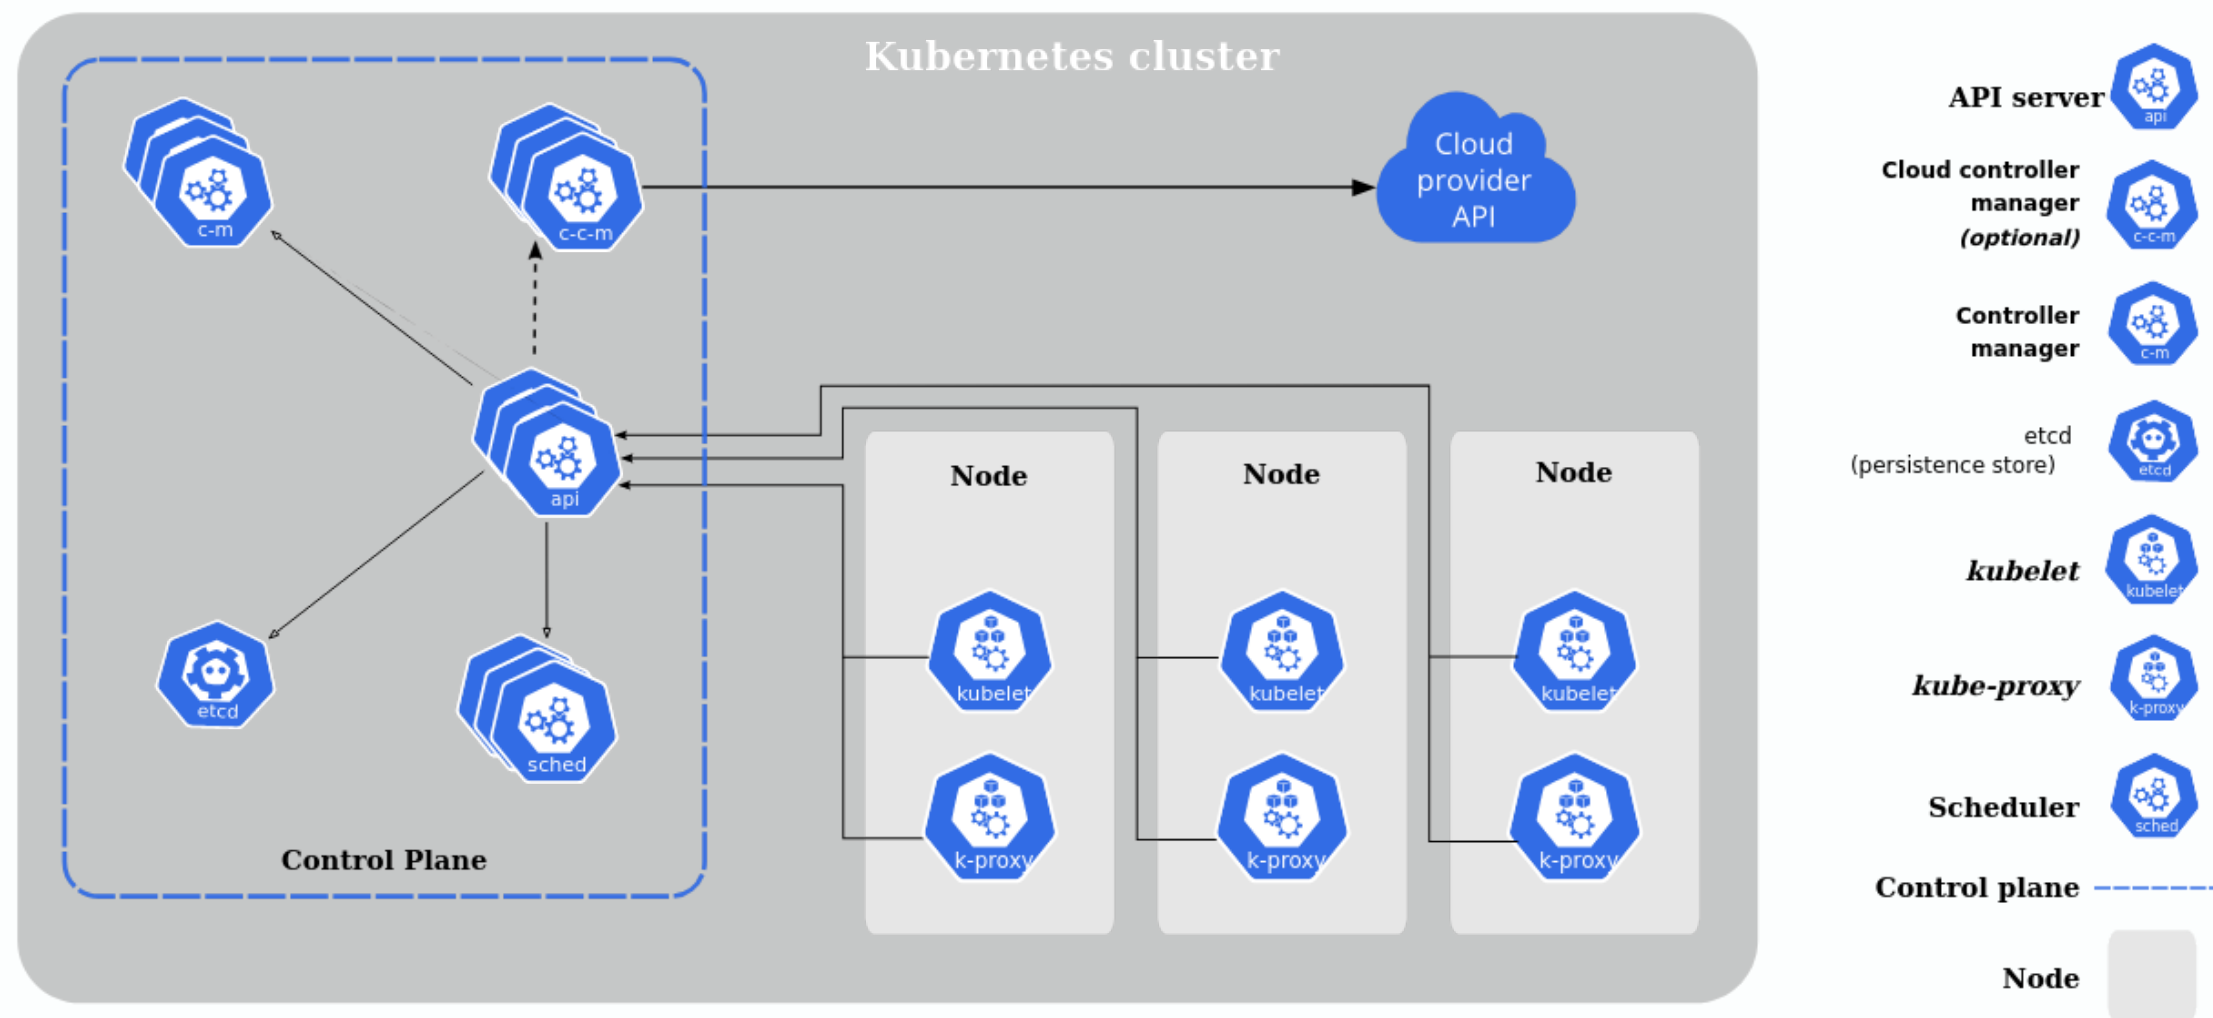 Kubernetes cluster
c-m
c-c-m
Cloud
provider
API
api
etcd
sched
Control Plane
Node
kubelet
k-proxy
Node
kubelet
k-proxy
Node
kubelet
k-proxy
API server
api
Cloud controller
manager
(optional)
c-c-m
Controller
manager
c-m
etcd
(persistence store)
etcd
kubelet
kubelet
kube-proxy
k-proxy
Scheduler
sched
Control plane
Node